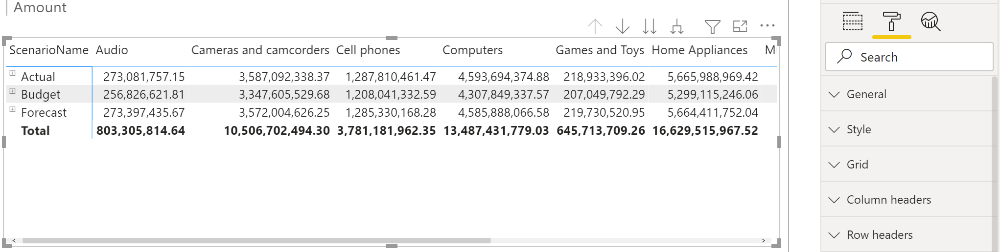 Amount
ScenarioName Audio Cameras and camcorders Cell phones Computers Games and Toys Home Appliances M
Actual 273,081,757.15 3,587,092,338.37 1,287,810,461.47 4,593,694,374.88 218,933,396.02 5,665,988,969.42
Budget 256,826,621.81 3,347,605,529.68 1,208,041,332.59 4,307,849,337.57 207,049,792.29 5,299,115,246.06
Forecast 273,397,435.67 3,572,004,626.25 1,285,330,168.28 4,585,888,066.58 219,730,520.95 5,664,411,752.04
Total 803,305,814.64 10,506,702,494.30 3,781,181,962.35 13,487,431,779.03 645,713,709.26 16,629,515,967.52
Search
General
Style
Grid
Column headers
Row headers